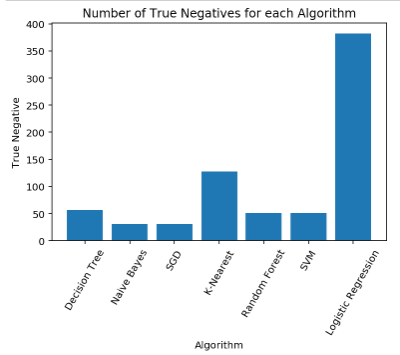 Number of True Negatives for each Algorithm
400
350
300
250
200
150
100
50
0
True Negative
Decision Tree
Naive Bayes
SGD
K-Nearest
Random Forest
SVM
Logistic Regression
Algorithm